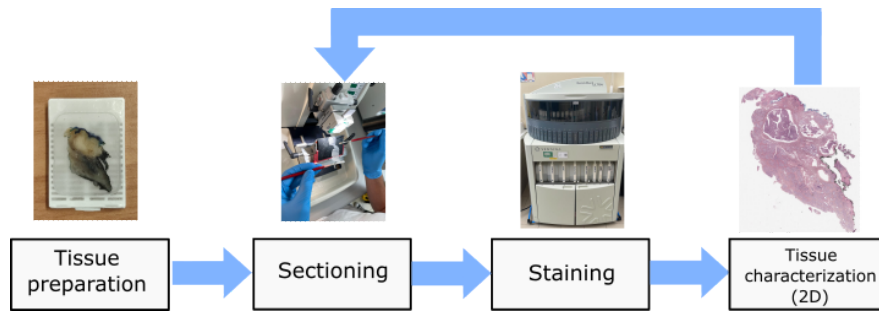 Tissue
preparation
Sectioning
Staining
Tissue
characterization
(2D)